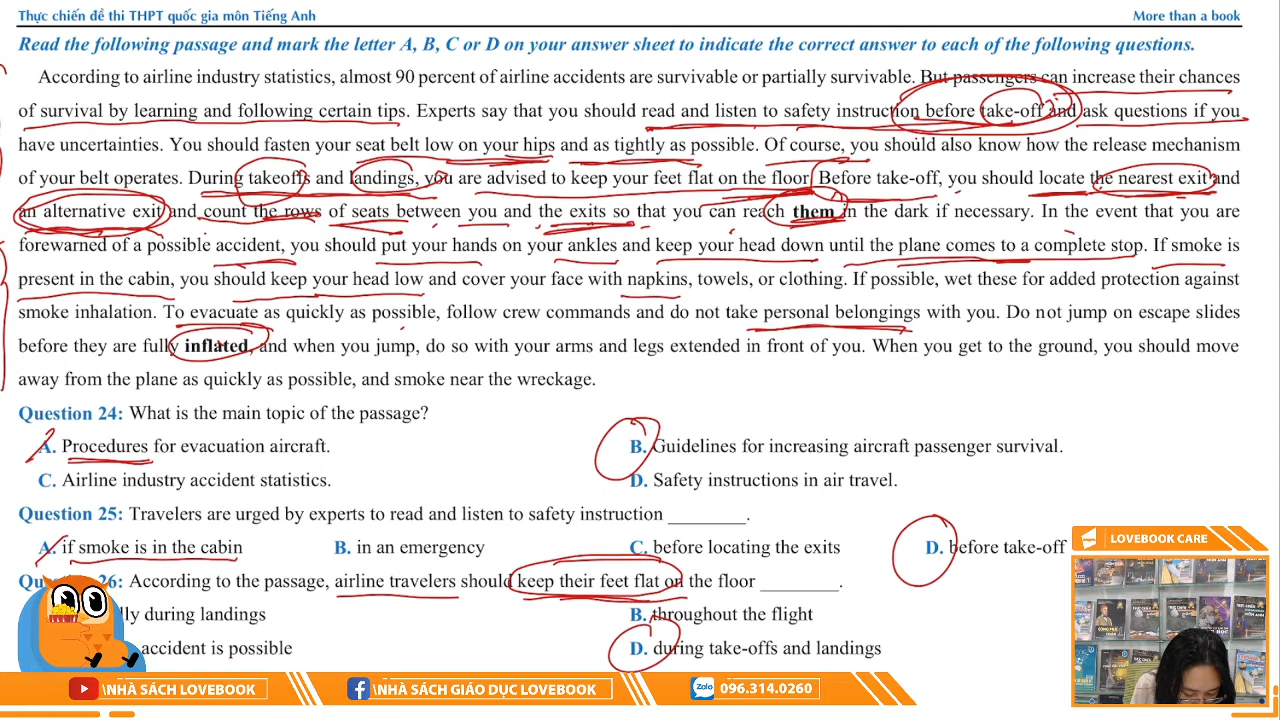 Thực chiến đề thi THPT quốc gia môn Tiếng Anh
More than a book
Read the following passage and mark the letter A, B, C or D on your answer sheet to indicate the correct answer to each of the following questions.
According to airline industry statistics, almost 90 percent of airline accidents are survivable or partially survivable. But passengers can increase their chances
of survival by learning and following certain tips. Experts say that you should read and listen to safety instruction before take-off and ask questions if you
have uncertainties. You should fasten your seat belt low on your hips and as tightly as possible. Of course, you should also know how the release mechanism
of your belt operates. During takeoffs and landings, you are advised to keep your feet flat on the floor. Before take-off, you should locate the nearest exit and
an alternative exit and count the rows of seats between you and the exits so that you can reach them in the dark if necessary. In the event that you are
forewarned of a possible accident, you should put your hands on your ankles and keep your head down until the plane comes to a complete stop. If smoke is
present in the cabin, you should keep your head low and cover your face with napkins, towels, or clothing. If possible, wet these for added protection against
smoke inhalation. To evacuate as quickly as possible, follow crew commands and do not take personal belongings with you. Do not jump on escape slides
before they are fully inflated, and when you jump, do so with your arms and legs extended in front of you. When you get to the ground, you should move
away from the plane as quickly as possible, and smoke near the wreckage.
Question 24: What is the main topic of the passage?
A. Procedures for evacuation aircraft.
B. Guidelines for increasing aircraft passenger survival.
C. Airline industry accident statistics.
D. Safety instructions in air travel.
Question 25: Travelers are urged by experts to read and listen to safety instruction ________.
A. if smoke is in the cabin
B. in an emergency
C. before locating the exits
D. before take-off
26: According to the passage, airline travelers should keep their feet flat on the floor ________.
during landings
B. throughout the flight
accident is possible
D. during take-offs and landings
LOVEBOOK CARE
NHÀ SÁCH LOVEBOOK
NHÀ SÁCH GIÁO DỤC LOVEBOOK
Zalo
096.314.0260